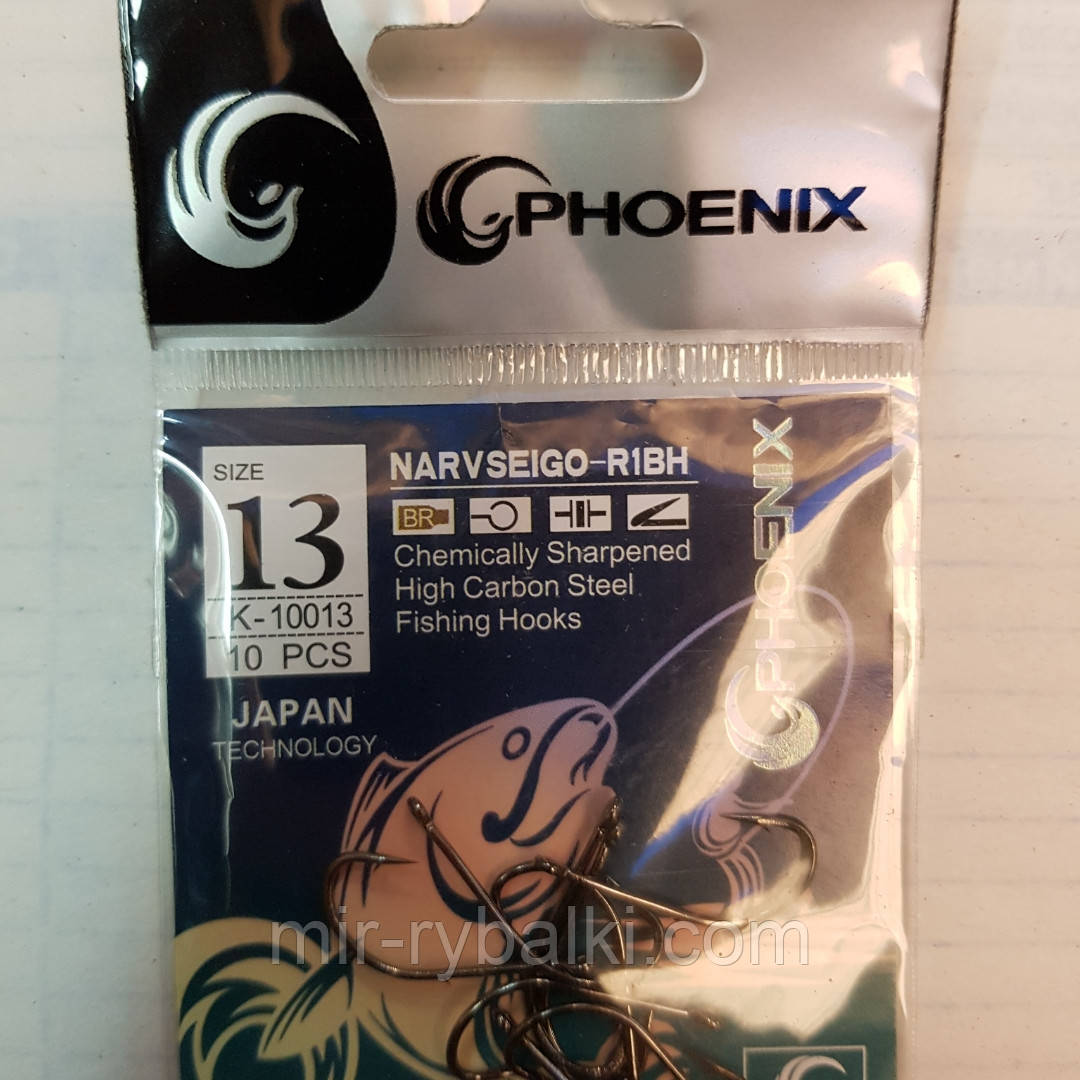 PHOENIX
SIZE
13
K-10013
10 PCS
NARVSEIGO-R1BH
BR
Chemically Sharpened
High Carbon Steel
Fishing Hooks
JAPAN
TECHNOLOGY
PHOENIX
mir-rybalki.com